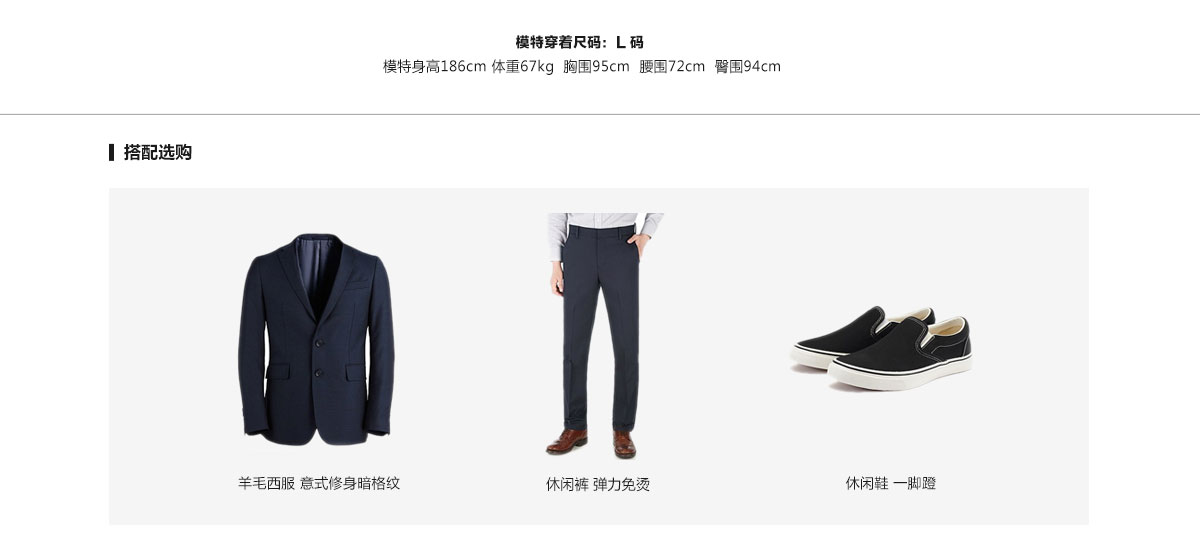 模特穿着尺码：L 码
模特身高186cm 体重67kg 胸围95cm 腰围72cm 臀围94cm
搭配选购
羊毛西服 意式修身暗格纹
休闲裤 弹力免烫
休闲鞋 一脚蹬